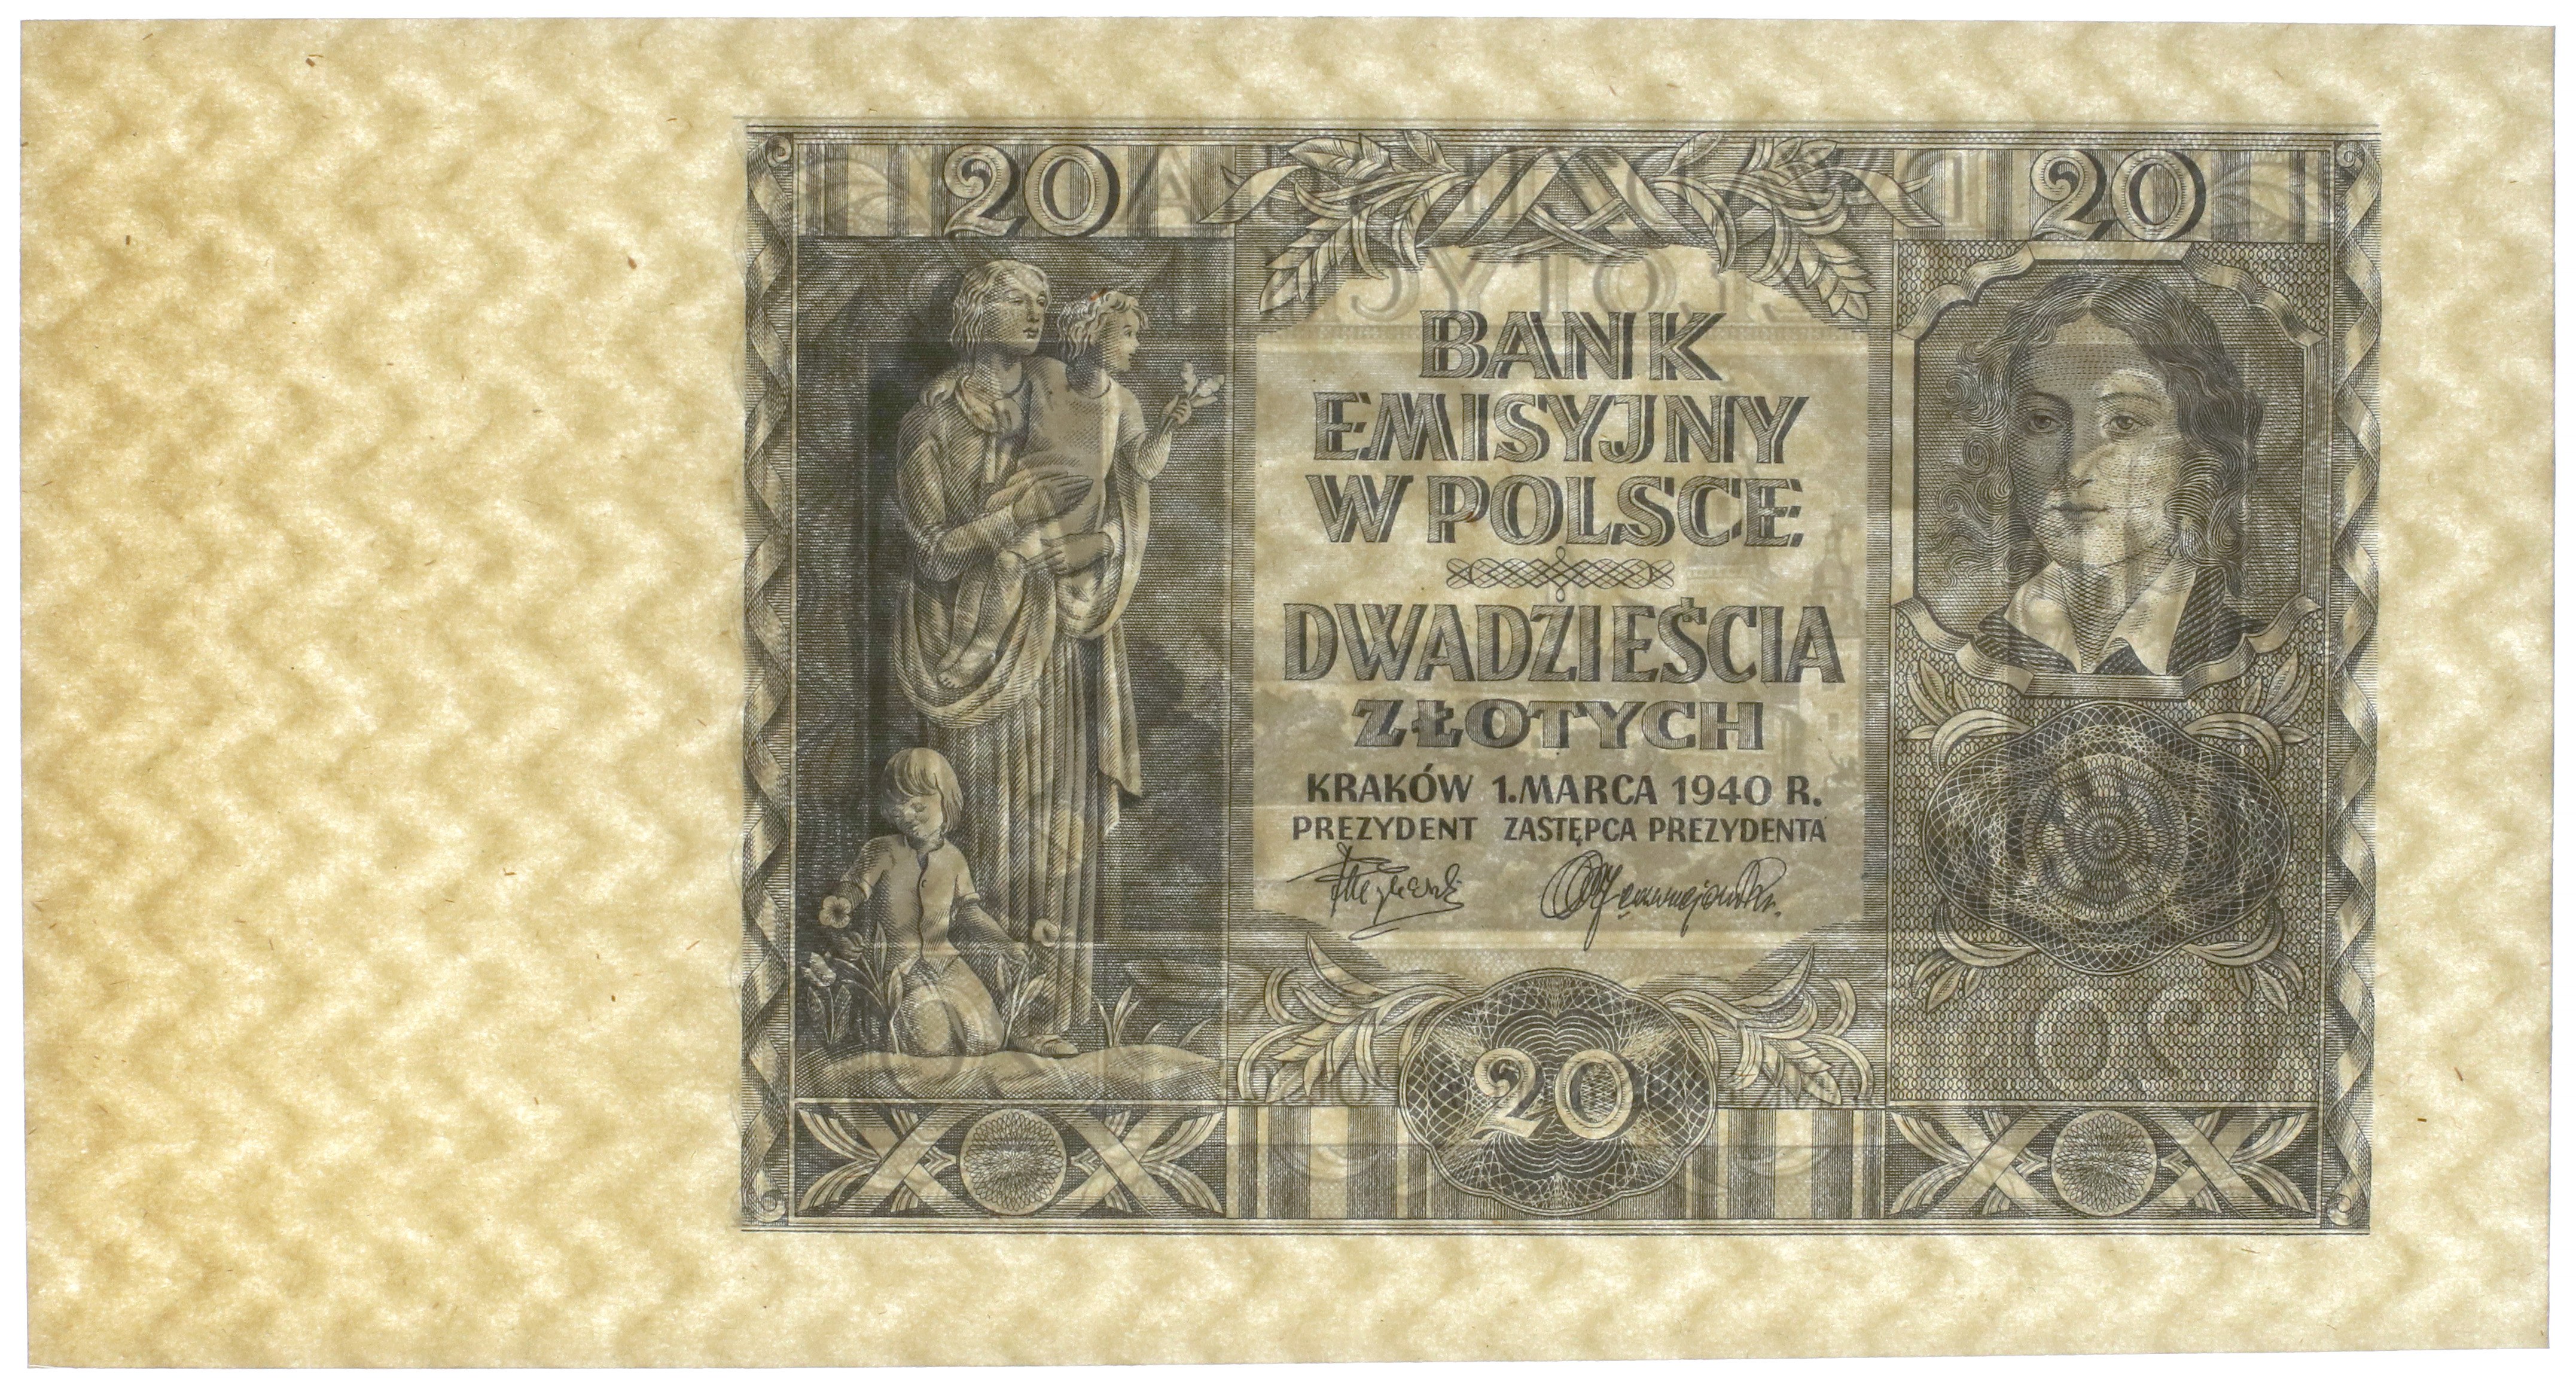 20
20
BANK
EMISYJNY
W POLSCE
DWADZIEŚCIA
ZŁOTYCH
KRAKÓW 1. MARCA 1940 R.
PREZYDENT ZASTĘPCA PREZYDENTA
20